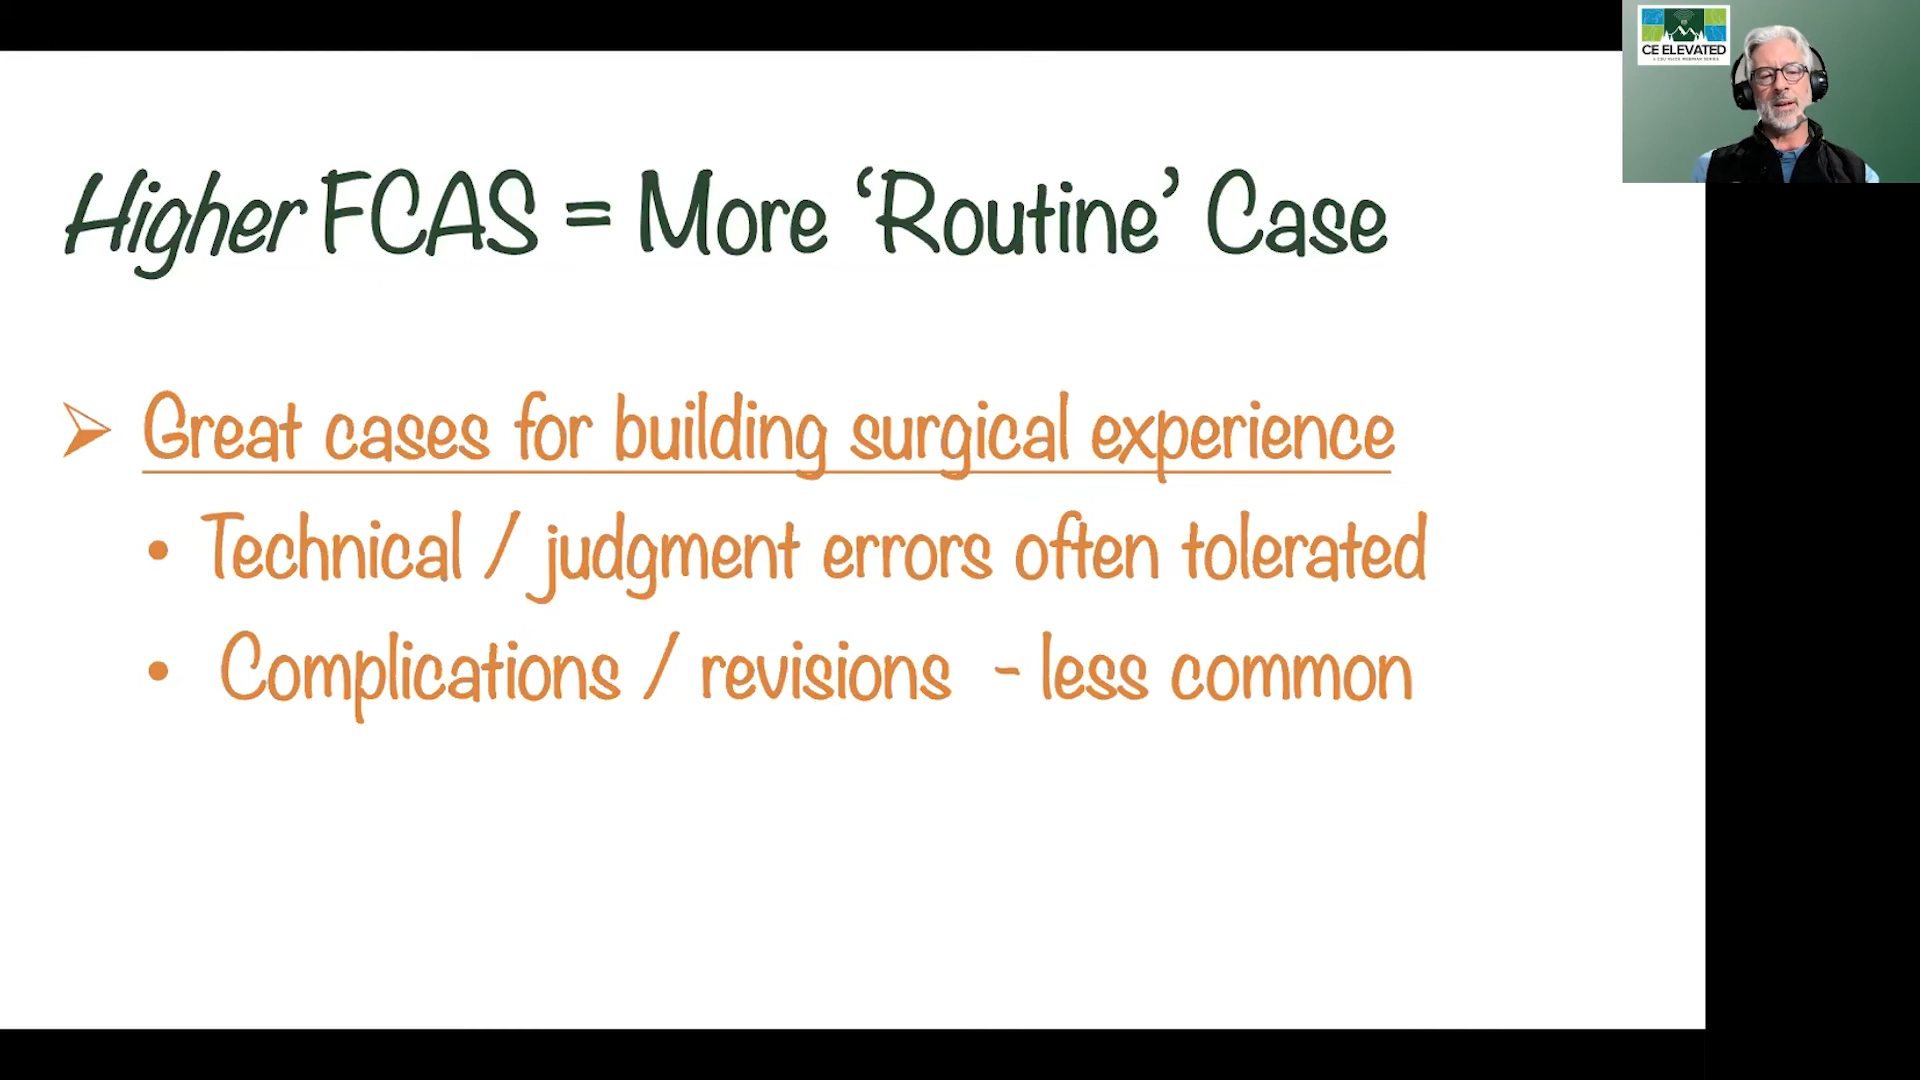 CE ELEVATED
Higher FCAS = More ‘Routine’ Case
Great cases for building surgical experience
• Technical / judgment errors often tolerated
• Complications / revisions - less common